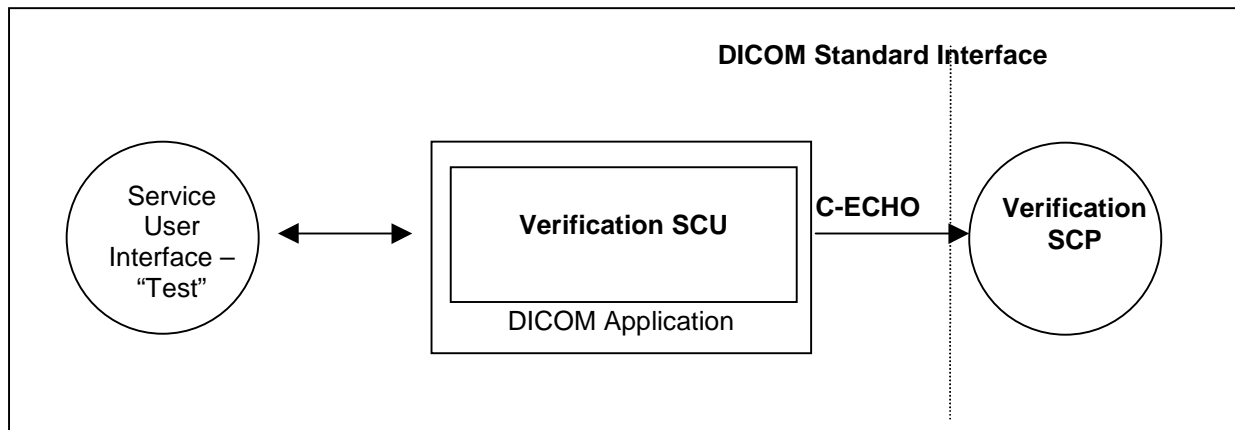 DICOM Standard Interface
Service
User
Interface –
“Test”
Verification SCU
DICOM Application
C-ECHO
Verification
SCP